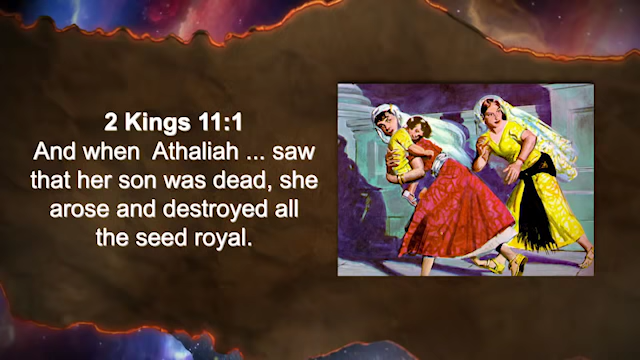 2 Kings 11:1
And when  Athaliah ... saw
that her son was dead, she
arose and destroyed all
the seed royal.